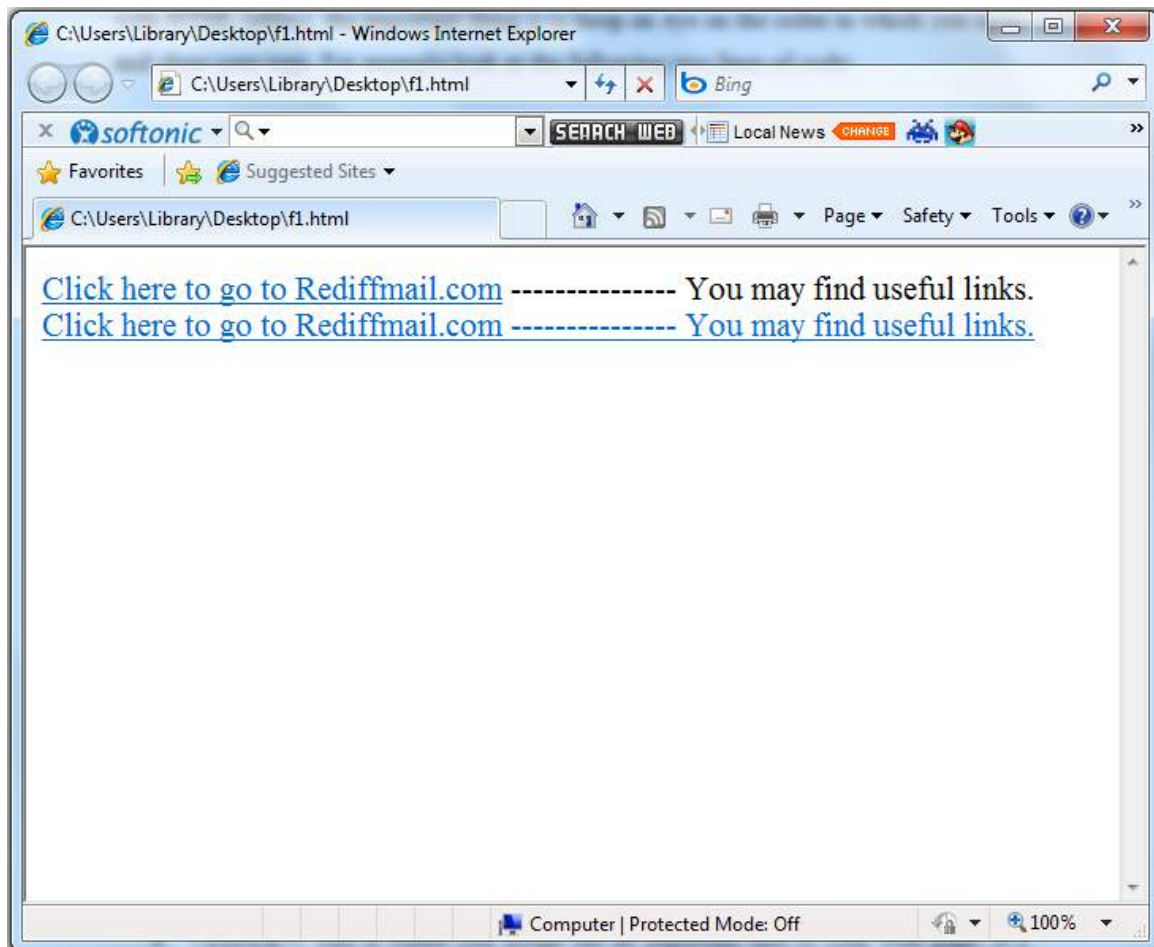 C:\Users\Library\Desktop\f1.html - Windows Internet Explorer
C:\Users\Library\Desktop\f1.html Bing
softonic SEARCH WEB Local News CHANGE
Favorites Suggested Sites
C:\Users\Library\Desktop\f1.html Page Safety Tools
Click here to go to Rediffmail.com --------------- You may find useful links.
Click here to go to Rediffmail.com --------------- You may find useful links.
Computer | Protected Mode: Off 100%